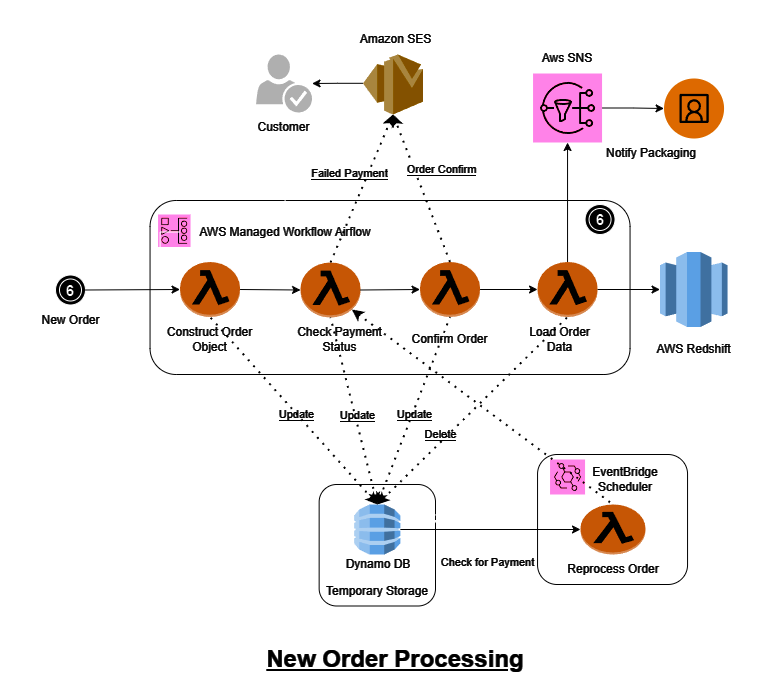 Amazon SES
Aws SNS
Customer
Notify Packaging
Failed Payment
Order Confirm
AWS Managed Workflow Airflow
6
6
New Order
Construct Order
Object
Check Payment
Status
Confirm Order
Load Order
Data
AWS Redshift
Update
Update
Update
Delete
EventBridge
Scheduler
Dynamo DB
Temporary Storage
Check for Payment
Reprocess Order
New Order Processing